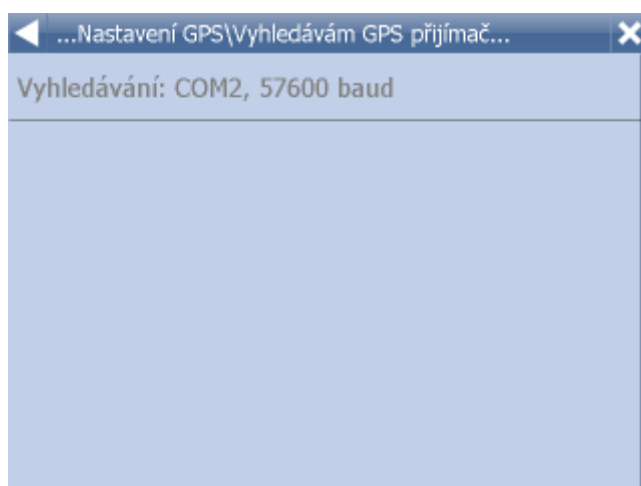 ...Nastavení GPS\Vyhledávám GPS přijímač...
Vyhledávání: COM2, 57600 baud